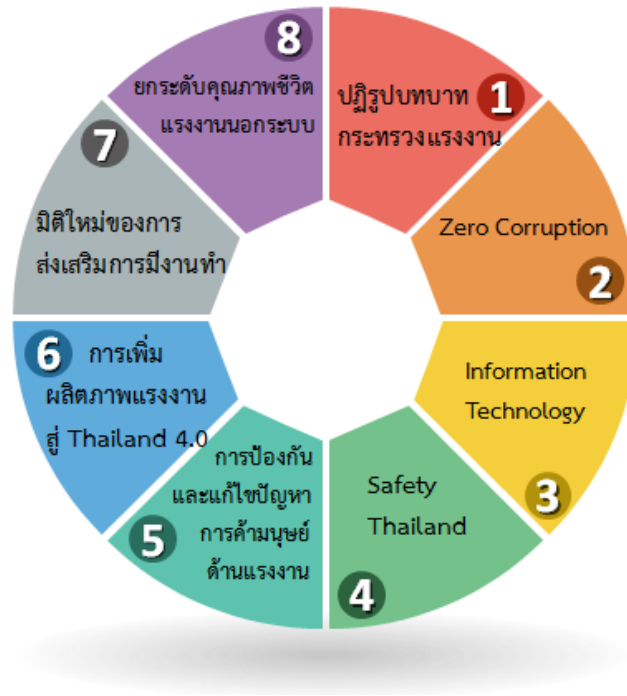 1
ปฏิรูปบทบาท
กระทรวงแรงงาน
Zero Corruption
2
Information
Technology
3
Safety
Thailand
4
การป้องกัน
และแก้ไขปัญหา
การค้ามนุษย์
ด้านแรงงาน
5
6
การเพิ่ม
ผลิตภาพแรงงาน
สู่ Thailand 4.0
7
มิติใหม่ของการ
ส่งเสริมการมีงานทำ
8
ยกระดับคุณภาพชีวิต
แรงงานนอกระบบ